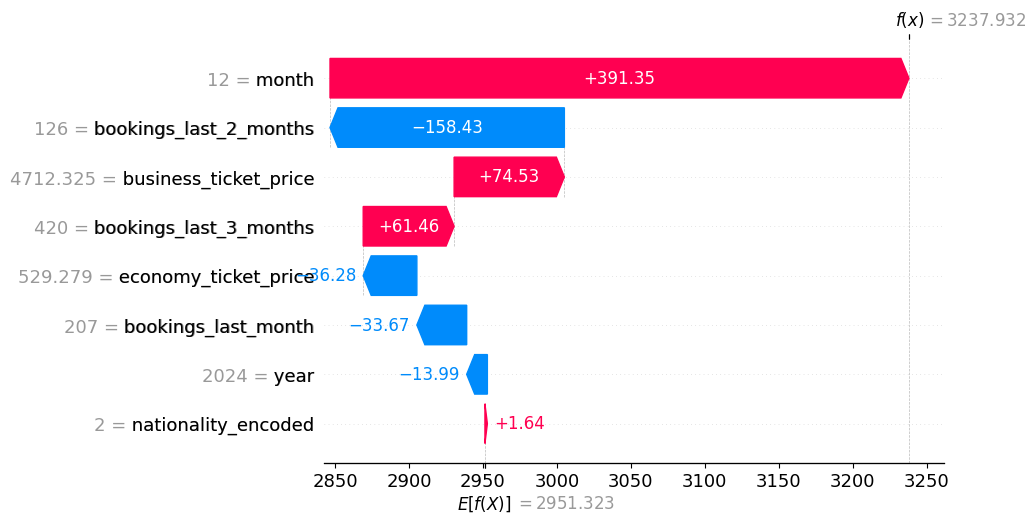 f(x) = 3237.932
12 = month +391.35
126 = bookings_last_2_months −158.43
4712.325 = business_ticket_price +74.53
420 = bookings_last_3_months +61.46
529.279 = economy_ticket_price −36.28
207 = bookings_last_month −33.67
2024 = year −13.99
2 = nationality_encoded +1.64
2850 2900 2950 3000 3050 3100 3150 3200 3250
E[f(X)] = 2951.323